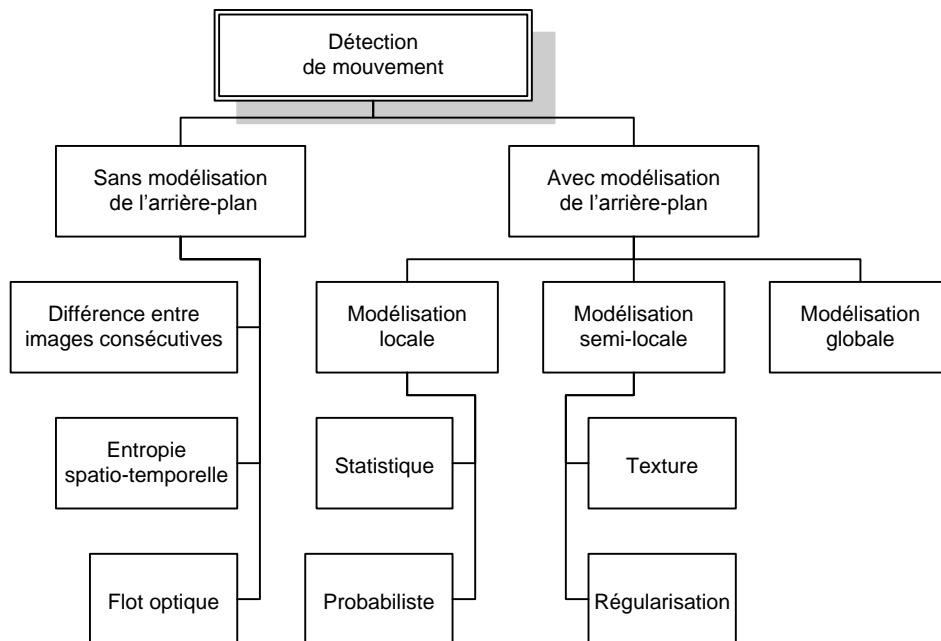 Détection
de mouvement
Sans modélisation
de l’arrière-plan
Avec modélisation
de l’arrière-plan
Différence entre
images consécutives
Modélisation
locale
Modélisation
semi-locale
Modélisation
globale
Entropie
spatio-temporelle
Statistique
Texture
Flot optique
Probabiliste
Régularisation